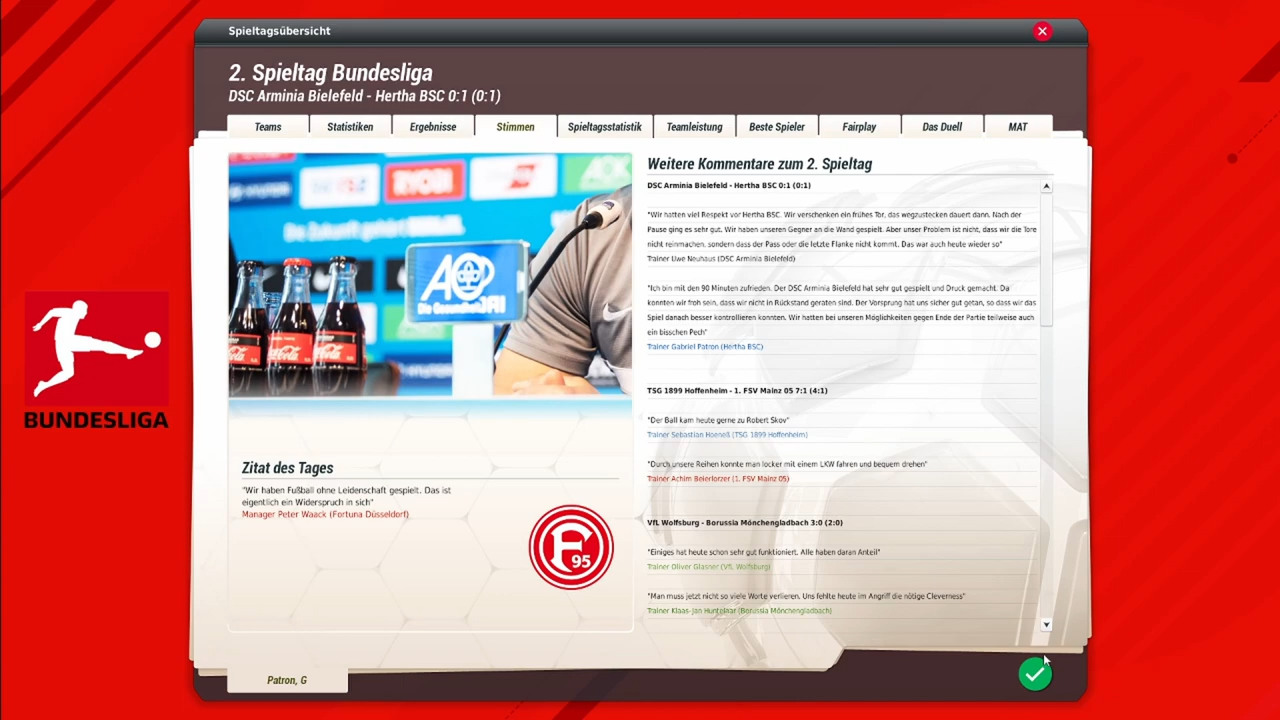 Spieltagsübersicht
2. Spieltag Bundesliga
DSC Arminia Bielefeld - Hertha BSC 0:1 (0:1)
Teams
Statistiken
Ergebnisse
Stimmen
Spieltagsstatistik
Teamleistung
Beste Spieler
Fairplay
Das Duell
MAT
RYOBI
AOK
Die Zukunft
AOK
Die Gesundheit
Coca-Cola
BUNDESLIGA
Zitat des Tages
"Wir haben Fußball ohne Leidenschaft gespielt. Das ist
eigentlich ein Widerspruch in sich"
Manager Peter Waack (Fortuna Düsseldorf)
F 95
Weitere Kommentare zum 2. Spieltag
DSC Arminia Bielefeld - Hertha BSC 0:1 (0:1)
"Wir hatten viel Respekt vor Hertha BSC. Wir verschenken ein frühes Tor, das wegzustecken dauert dann. Nach der
Pause ging es sehr gut. Wir haben unseren Gegner an die Wand gespielt. Aber unser Problem ist nicht, dass wir die Tore
nicht reinmachen, sondern dass der Pass oder die letzte Flanke nicht kommt. Das war auch heute wieder so"
Trainer Uwe Neuhaus (DSC Arminia Bielefeld)
"Ich bin mit den 90 Minuten zufrieden. Der DSC Arminia Bielefeld hat sehr gut gespielt und Druck gemacht. Da
konnten wir froh sein, dass wir nicht in Rückstand geraten sind. Der Vorsprung hat uns sicher gut getan, so dass wir das
Spiel danach besser kontrollieren konnten. Wir hatten bei unseren Möglichkeiten gegen Ende der Partie teilweise auch
ein bisschen Pech"
Trainer Gabriel Patron (Hertha BSC)
TSG 1899 Hoffenheim - 1. FSV Mainz 05 7:1 (4:1)
"Der Ball kam heute gerne zu Robert Skov"
Trainer Sebastian Hoeneß (TSG 1899 Hoffenheim)
"Durch unsere Reihen konnte man locker mit einem LKW fahren und bequem drehen"
Trainer Achim Beierlorzer (1. FSV Mainz 05)
VfL Wolfsburg - Borussia Mönchengladbach 3:0 (2:0)
"Einiges hat heute schon sehr gut funktioniert. Alle haben daran Anteil"
Trainer Oliver Glasner (VfL Wolfsburg)
"Man muss jetzt nicht so viele Worte verlieren. Uns fehlte heute im Angriff die nötige Cleverness"
Trainer Klaas-Jan Huntelaar (Borussia Mönchengladbach)
Patron, G